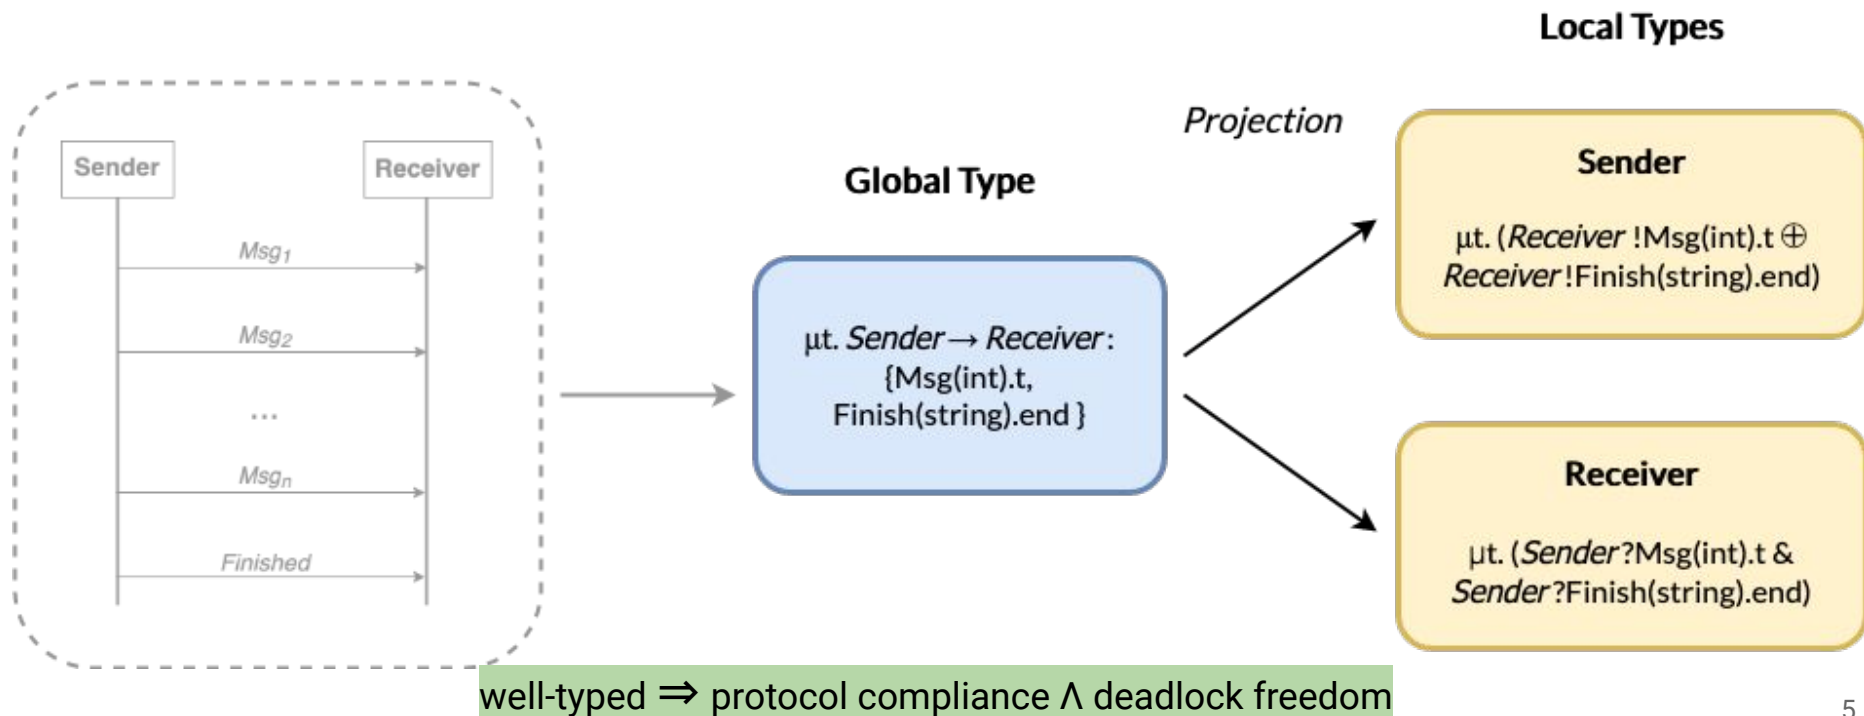 Sender
Receiver
Msg₁
Msg₂
...
Msgₙ
Finished
Global Type
μt. Sender → Receiver:
{Msg(int).t,
Finish(string).end }
Projection
Local Types
Sender
μt. (Receiver !Msg(int).t ⊕
Receiver!Finish(string).end)
Receiver
μt. (Sender?Msg(int).t &
Sender?Finish(string).end)
well-typed ⇒ protocol compliance ∧ deadlock freedom
5